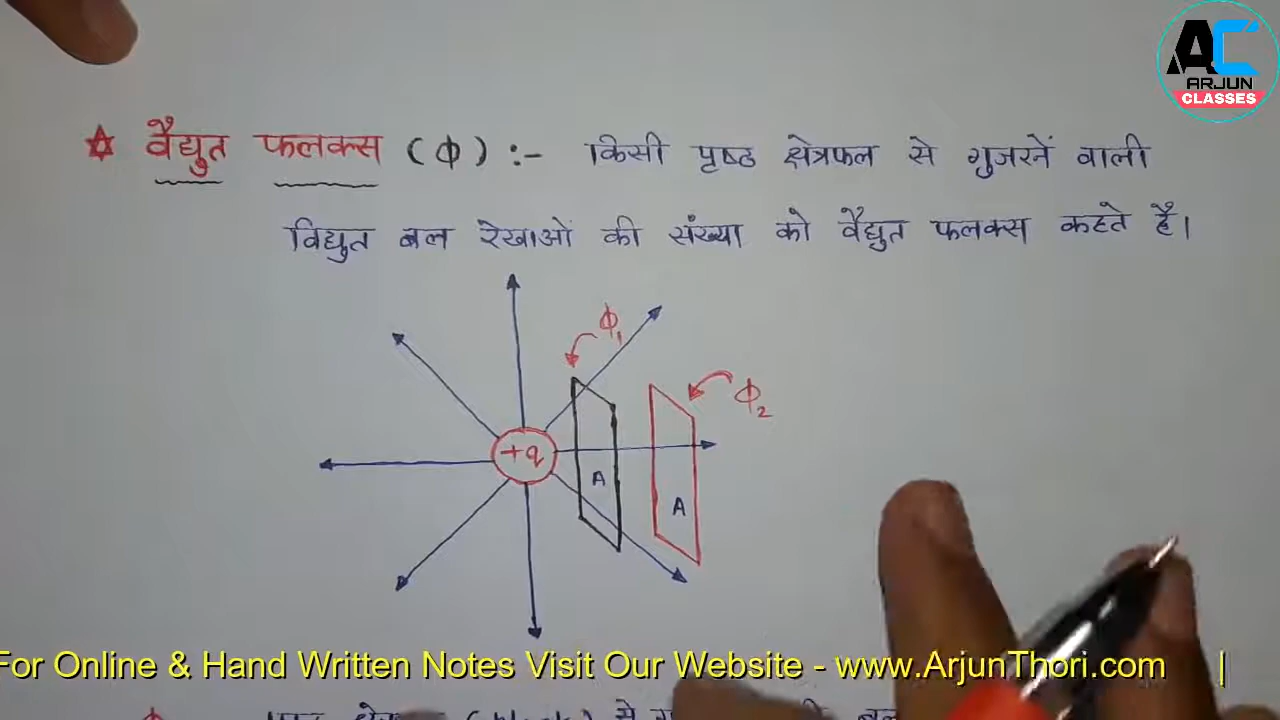 AC
ARJUN
CLASSES
☆ वैद्युत फलक्स (Φ) :- किसी पृष्ठ क्षेत्रफल से गुजरनें वाली
विद्युत बल रेखाओं की संख्या को वैद्युत फलक्स कहते है।
Φ1
Φ2
+q
A
A
For Online & Hand Written Notes Visit Our Website - www.ArjunThori.com |